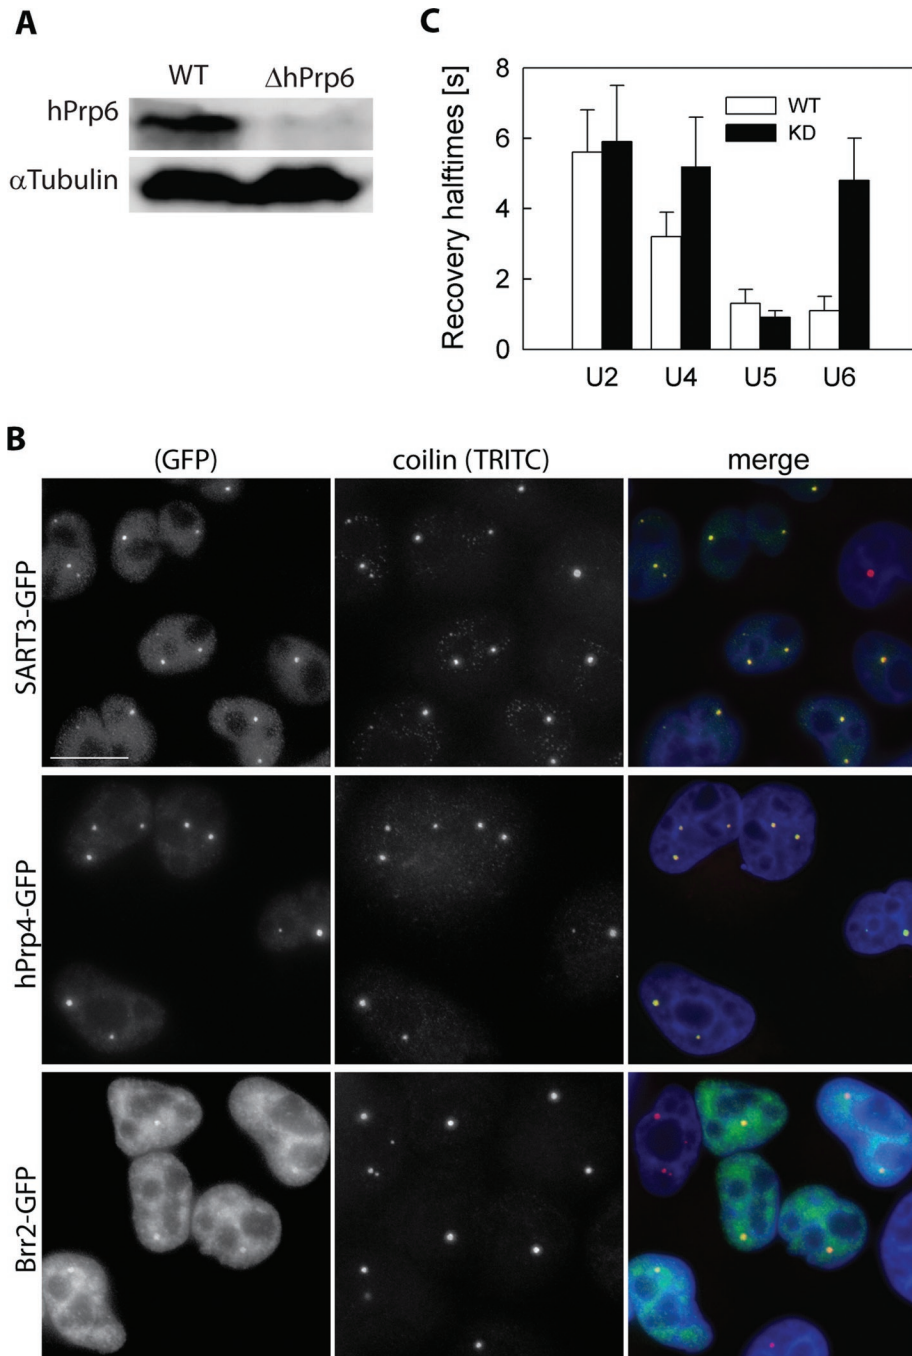 A
WT ΔhPrp6
hPrp6
αTubulin
C
Recovery halftimes [s]
8
6
4
2
0
WT
KD
U2 U4 U5 U6
B
(GFP) coilin (TRITC) merge
SART3-GFP
hPrp4-GFP
Brr2-GFP